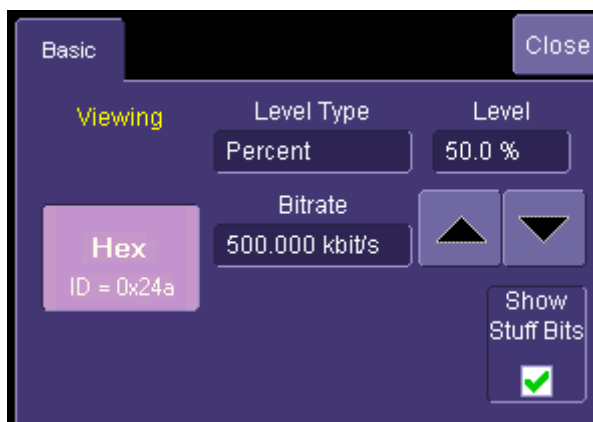 Basic
Close
Viewing
Level Type
Level
Percent
50.0 %
Bitrate
500.000 kbit/s
Hex
ID = 0x24a
Show
Stuff Bits